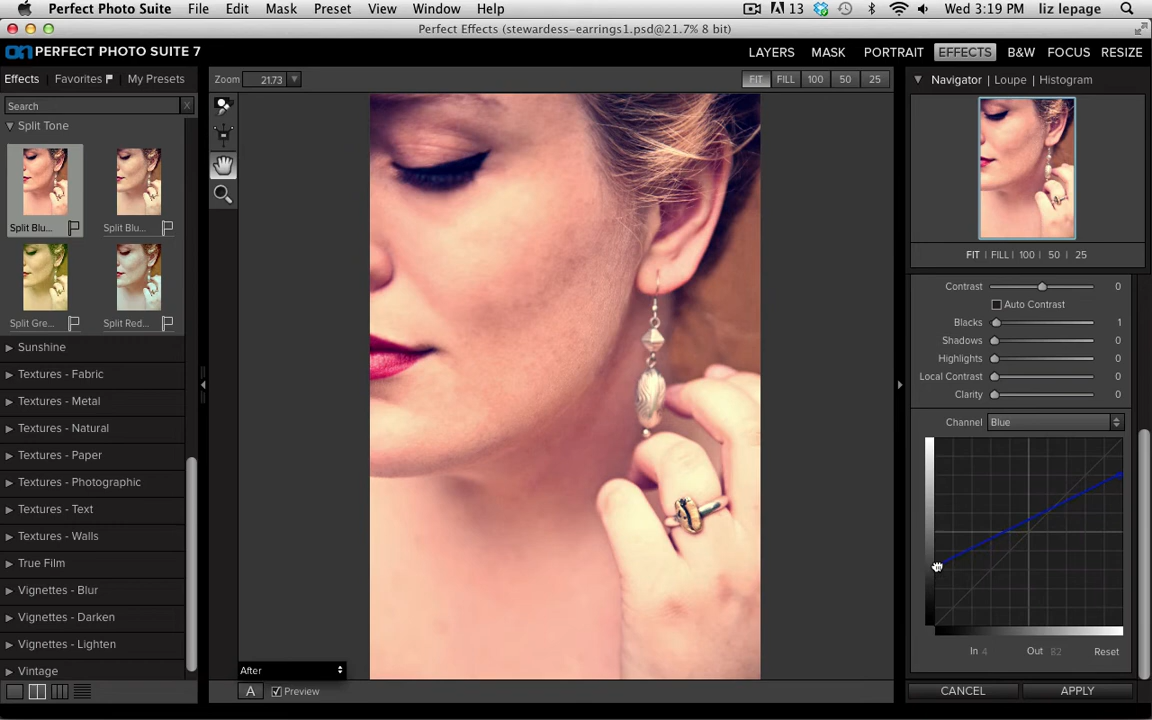 Perfect Photo Suite File Edit Mask Preset View Window Help 13 Wed 3:19 PM liz lepage
Perfect Effects (stewardess-earrings1.psd@21.7% 8 bit)
on PERFECT PHOTO SUITE 7 LAYERS MASK PORTRAIT EFFECTS B&W FOCUS RESIZE
Effects Favorites My Presets Zoom 21.73 FIT FILL 100 50 25 Navigator Loupe Histogram
Search X
Split Tone
Split Blu... Split Blu...
FIT FILL 100 50 25
Contrast 0
Auto Contrast
Split Gre... Split Red... Blacks 1
Shadows 0
Sunshine
Highlights 0
Textures - Fabric
Local Contrast 0
Textures - Metal
Clarity 0
Textures - Natural Channel Blue
Textures - Paper
Textures - Photographic
Textures - Text
Textures - Walls
True Film
Vignettes - Blur
Vignettes - Darken
Vignettes - Lighten
In 4 Out 82 Reset
Vintage After
A Preview CANCEL APPLY